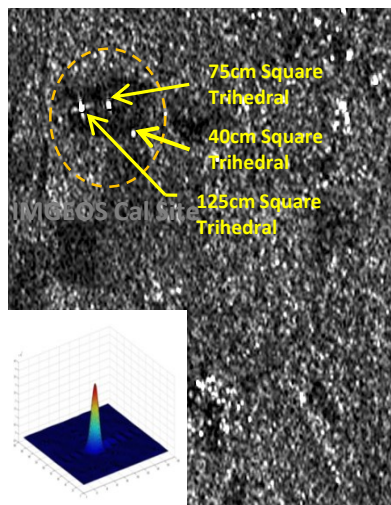 75cm Square
Trihedral
40cm Square
Trihedral
IMGEOS Cal Site
125cm Square
Trihedral